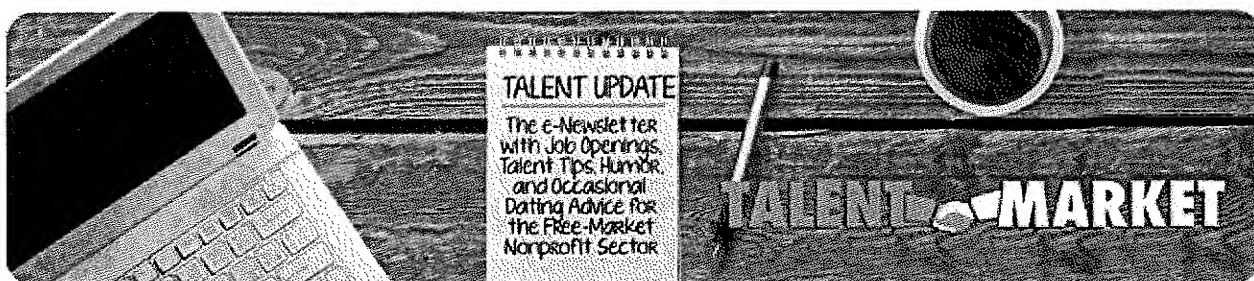 TALENT UPDATE
The e-Newsletter
with Job Openings,
Talent Tips, Humor,
and Occasional
Dating Advice for
the Free-Market
Nonprofit Sector
TALENT MARKET